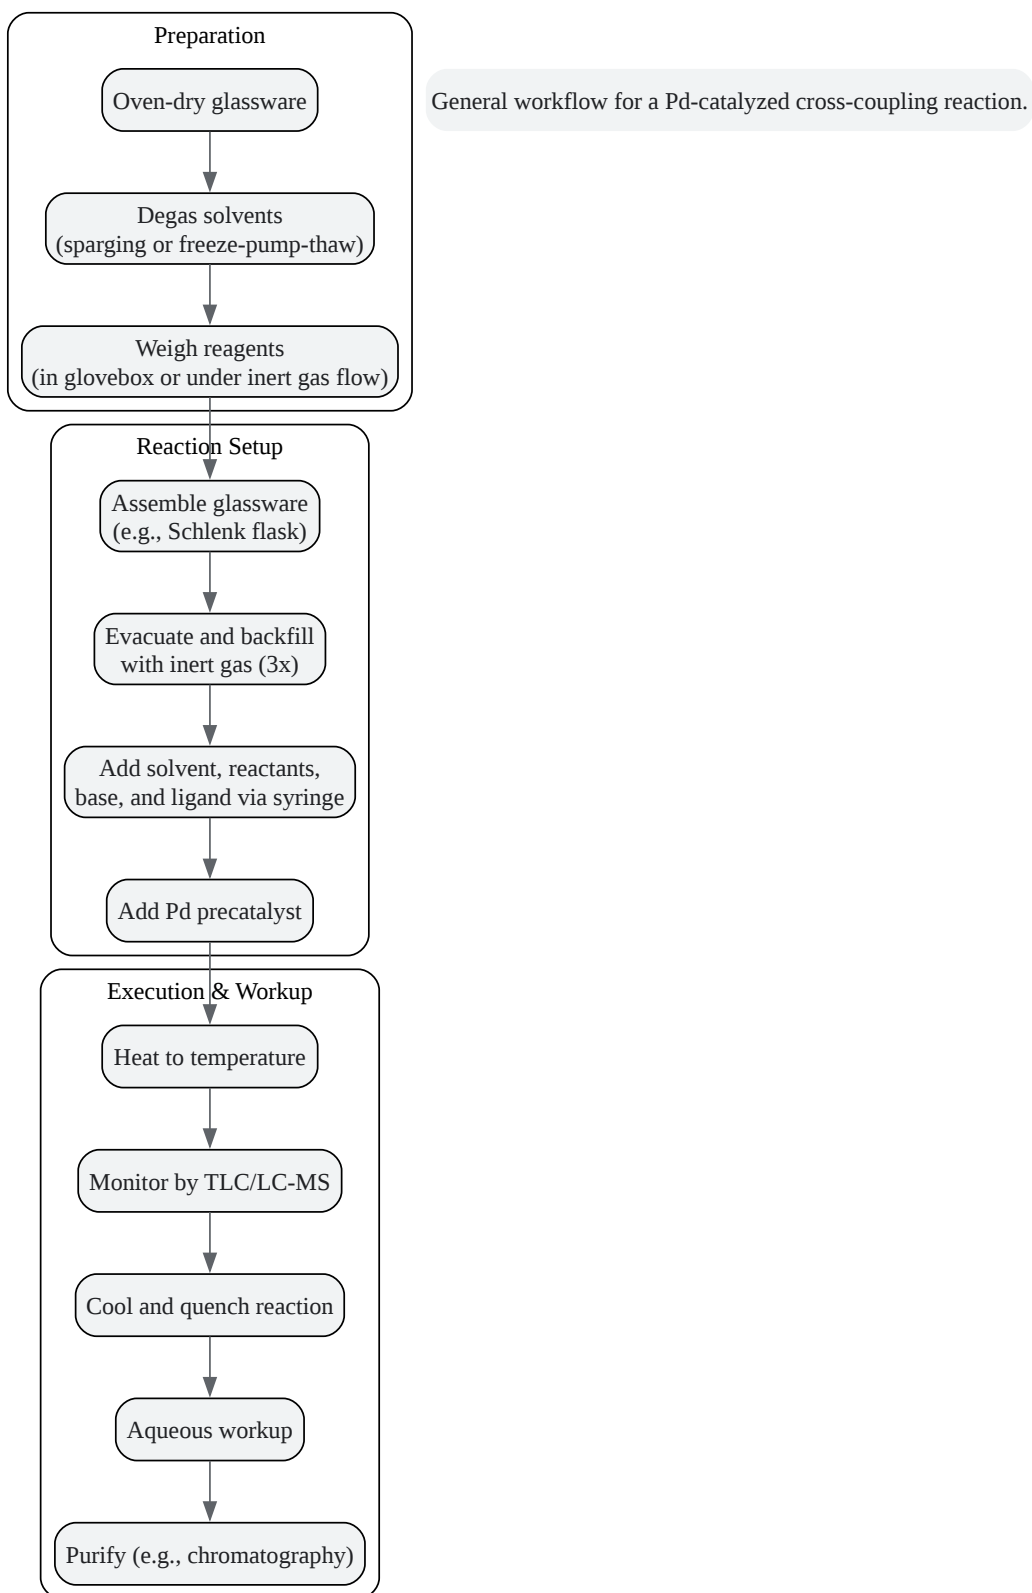 Preparation
Oven-dry glassware
General workflow for a Pd-catalyzed cross-coupling reaction.
Degas solvents
(sparging or freeze-pump-thaw)
Weigh reagents
(in glovebox or under inert gas flow)
Reaction Setup
Assemble glassware
(e.g., Schlenk flask)
Evacuate and backfill
with inert gas (3x)
Add solvent, reactants,
base, and ligand via syringe
Add Pd precatalyst
Execution & Workup
Heat to temperature
Monitor by TLC/LC-MS
Cool and quench reaction
Aqueous workup
Purify (e.g., chromatography)